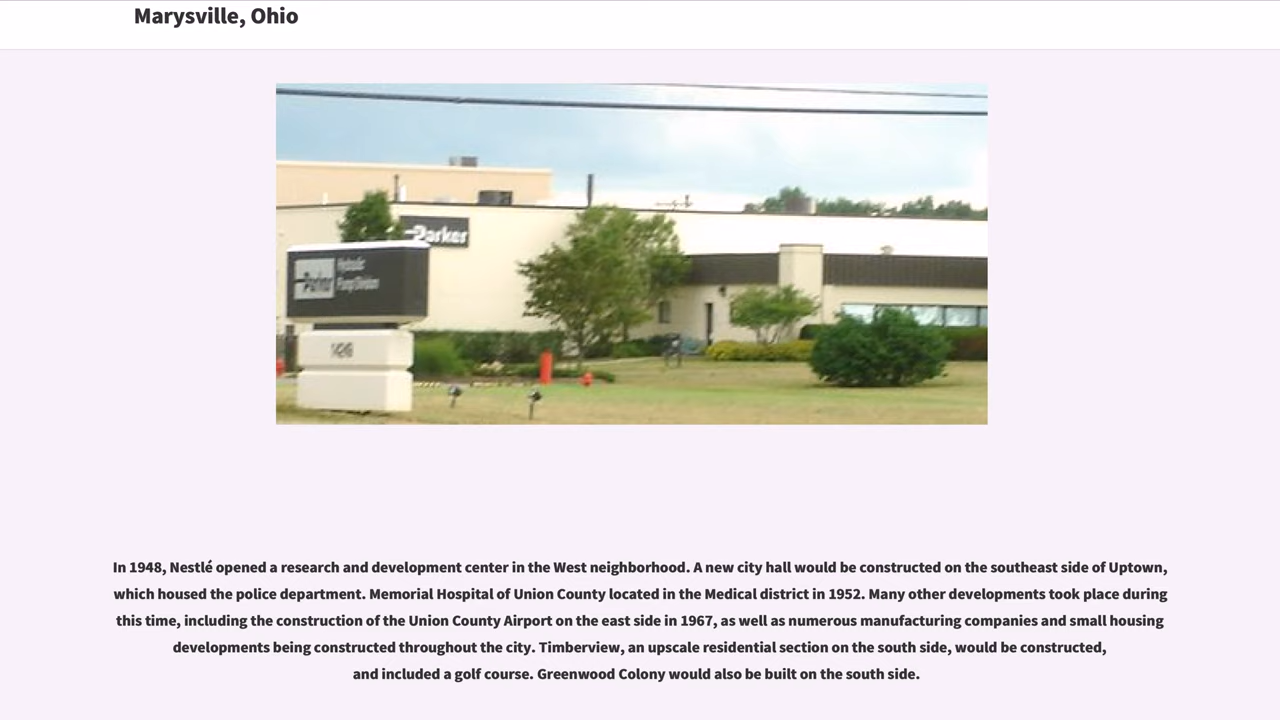 Marysville, Ohio
Parker
Parker
In 1948, Nestlé opened a research and development center in the West neighborhood. A new city hall would be constructed on the southeast side of Uptown,
which housed the police department. Memorial Hospital of Union County located in the Medical district in 1952. Many other developments took place during
this time, including the construction of the Union County Airport on the east side in 1967, as well as numerous manufacturing companies and small housing
developments being constructed throughout the city. Timberview, an upscale residential section on the south side, would be constructed,
and included a golf course. Greenwood Colony would also be built on the south side.